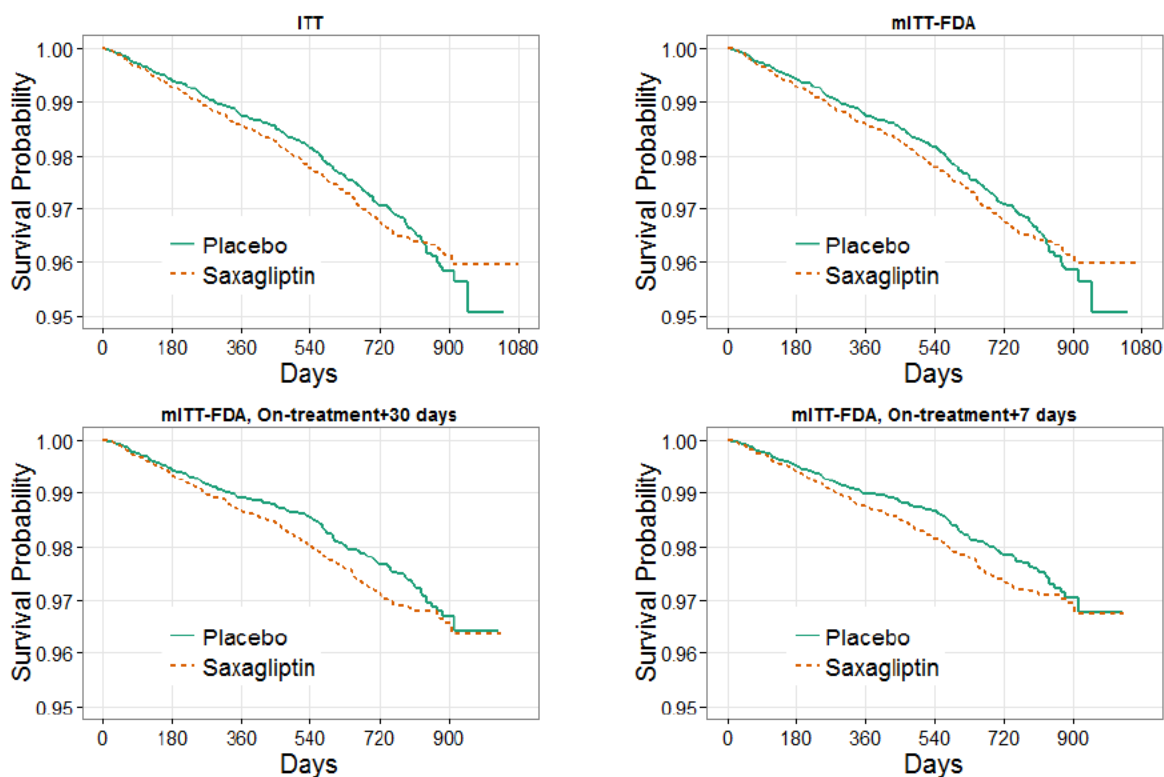 ITT
Survival Probability
1.00
0.99
0.98
0.97
0.96
0.95
Placebo
Saxagliptin
0 180 360 540 720 900 1080
Days
mITT-FDA
Survival Probability
1.00
0.99
0.98
0.97
0.96
0.95
Placebo
Saxagliptin
0 180 360 540 720 900 1080
Days
mITT-FDA, On-treatment+30 days
Survival Probability
1.00
0.99
0.98
0.97
0.96
0.95
Placebo
Saxagliptin
0 180 360 540 720 900
Days
mITT-FDA, On-treatment+7 days
Survival Probability
1.00
0.99
0.98
0.97
0.96
0.95
Placebo
Saxagliptin
0 180 360 540 720 900
Days